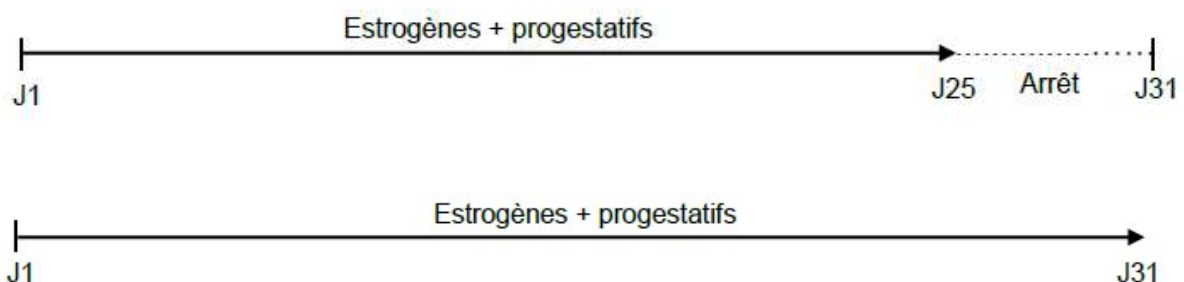 Estrogènes + progestatifs
J1
J25
Arrêt
J31
Estrogènes + progestatifs
J1
J31